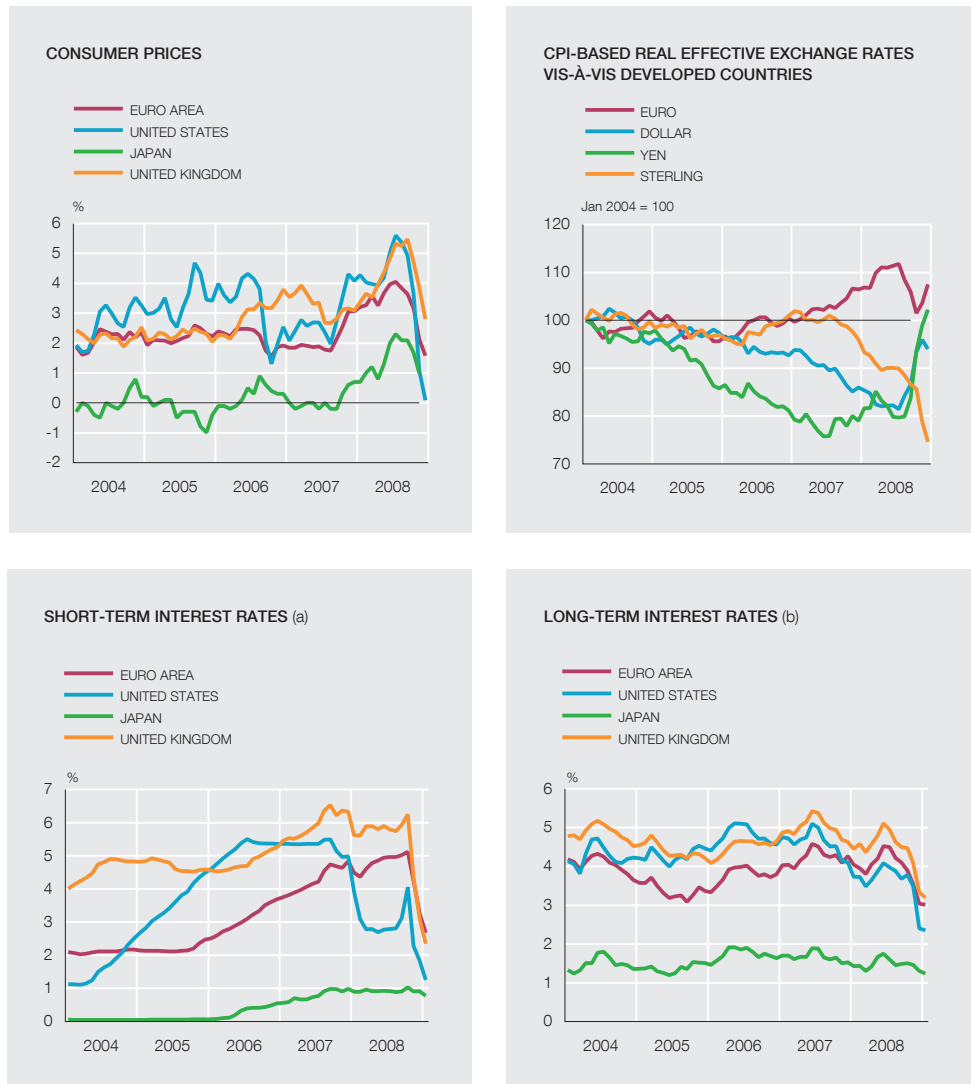 CONSUMER PRICES
EURO AREA
UNITED STATES
JAPAN
UNITED KINGDOM
%
6
5
4
3
2
1
0
-1
-2
2004 2005 2006 2007 2008
CPI-BASED REAL EFFECTIVE EXCHANGE RATES
VIS-À-VIS DEVELOPED COUNTRIES
EURO
DOLLAR
YEN
STERLING
Jan 2004 = 100
120
110
100
90
80
70
2004 2005 2006 2007 2008
SHORT-TERM INTEREST RATES (a)
EURO AREA
UNITED STATES
JAPAN
UNITED KINGDOM
%
7
6
5
4
3
2
1
0
2004 2005 2006 2007 2008
LONG-TERM INTEREST RATES (b)
EURO AREA
UNITED STATES
JAPAN
UNITED KINGDOM
%
6
5
4
3
2
1
0
2004 2005 2006 2007 2008